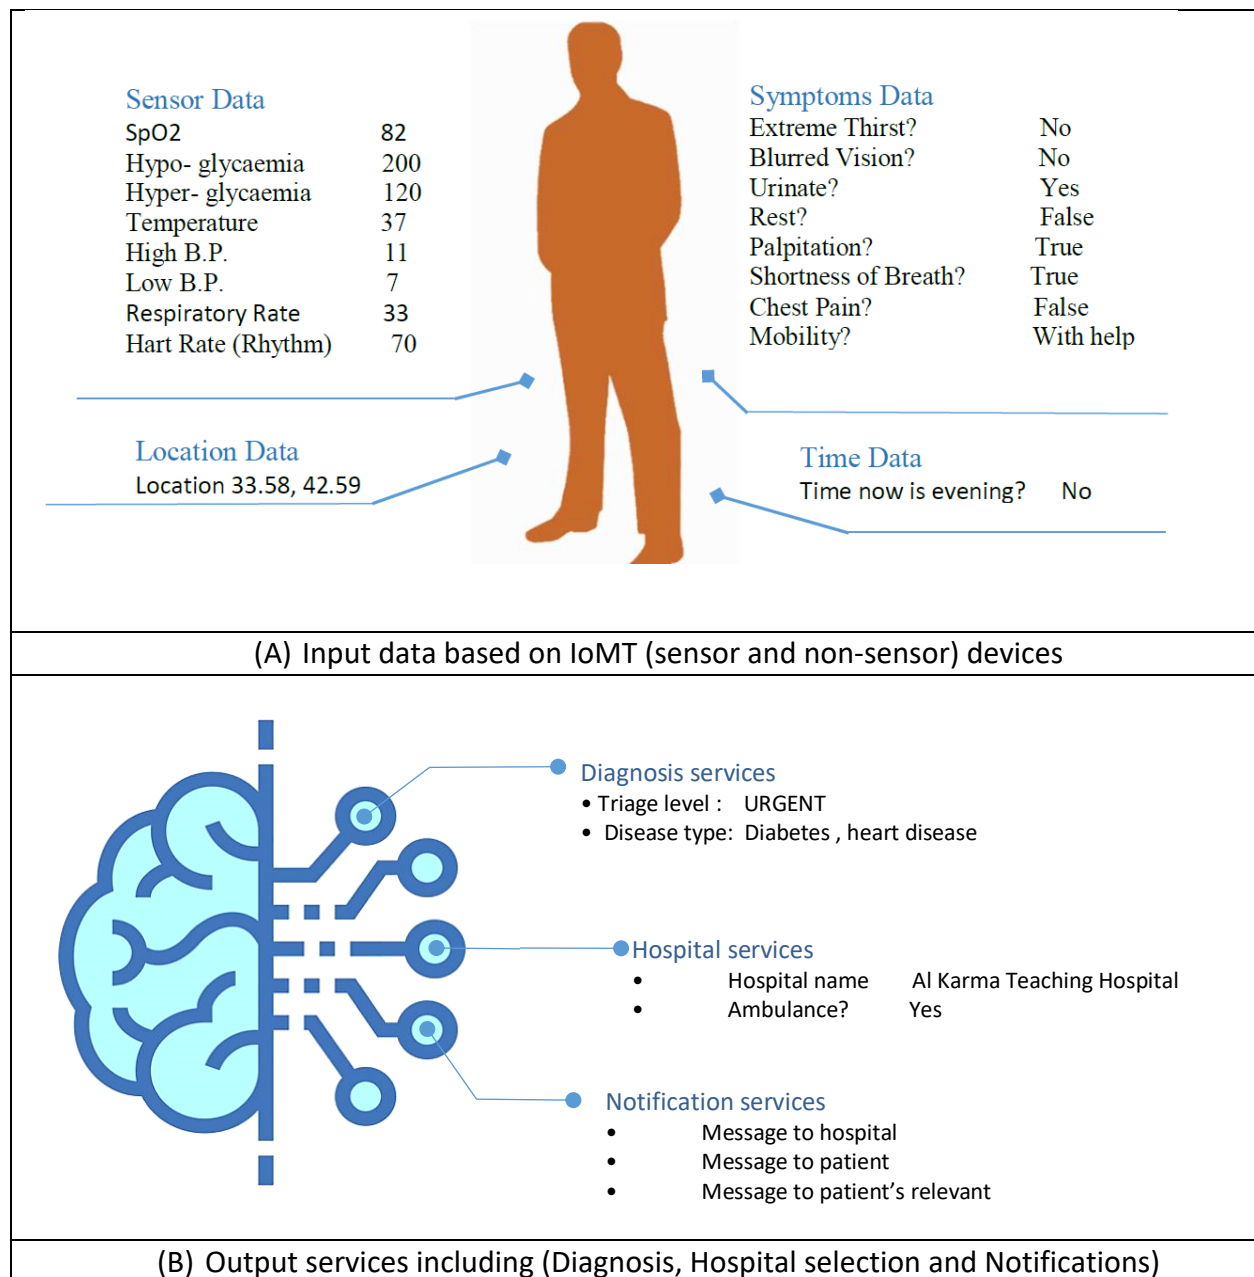 Sensor Data
SpO2 82
Hypo- glycaemia 200
Hyper- glycaemia 120
Temperature 37
High B.P. 11
Low B.P. 7
Respiratory Rate 33
Hart Rate (Rhythm) 70
Symptoms Data
Extreme Thirst? No
Blurred Vision? No
Urinate? Yes
Rest? False
Palpitation? True
Shortness of Breath? True
Chest Pain? False
Mobility? With help
Location Data
Location 33.58, 42.59
Time Data
Time now is evening? No
(A) Input data based on IoMT (sensor and non-sensor) devices
Diagnosis services
• Triage level : URGENT
• Disease type: Diabetes , heart disease
Hospital services
• Hospital name Al Karma Teaching Hospital
• Ambulance? Yes
Notification services
• Message to hospital
• Message to patient
• Message to patient’s relevant
(B) Output services including (Diagnosis, Hospital selection and Notifications)